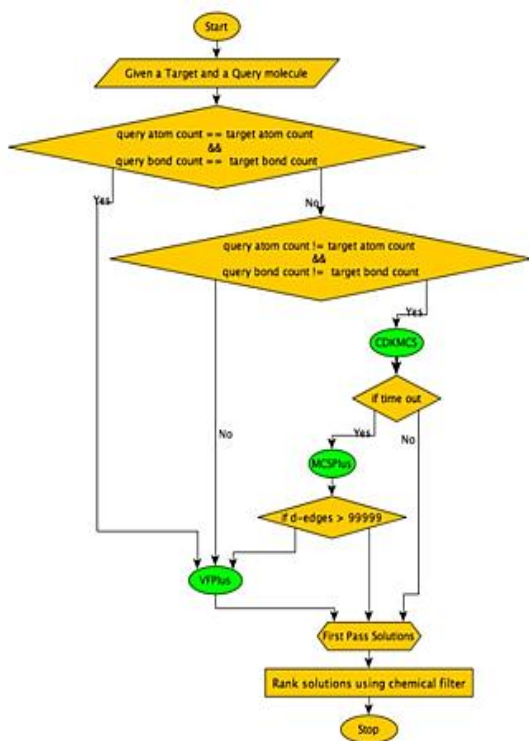 Start
Given a Target and a Query molecule
query atom count == target atom count
&&
query bond count == target bond count
Yes
No
query atom count != target atom count
&&
query bond count != target bond count
Yes
CDKMCS
if time out
Yes
No
No
MCSPlus
if d-edges > 99999
VFPlus
First Pass Solutions
Rank solutions using chemical filter
Stop